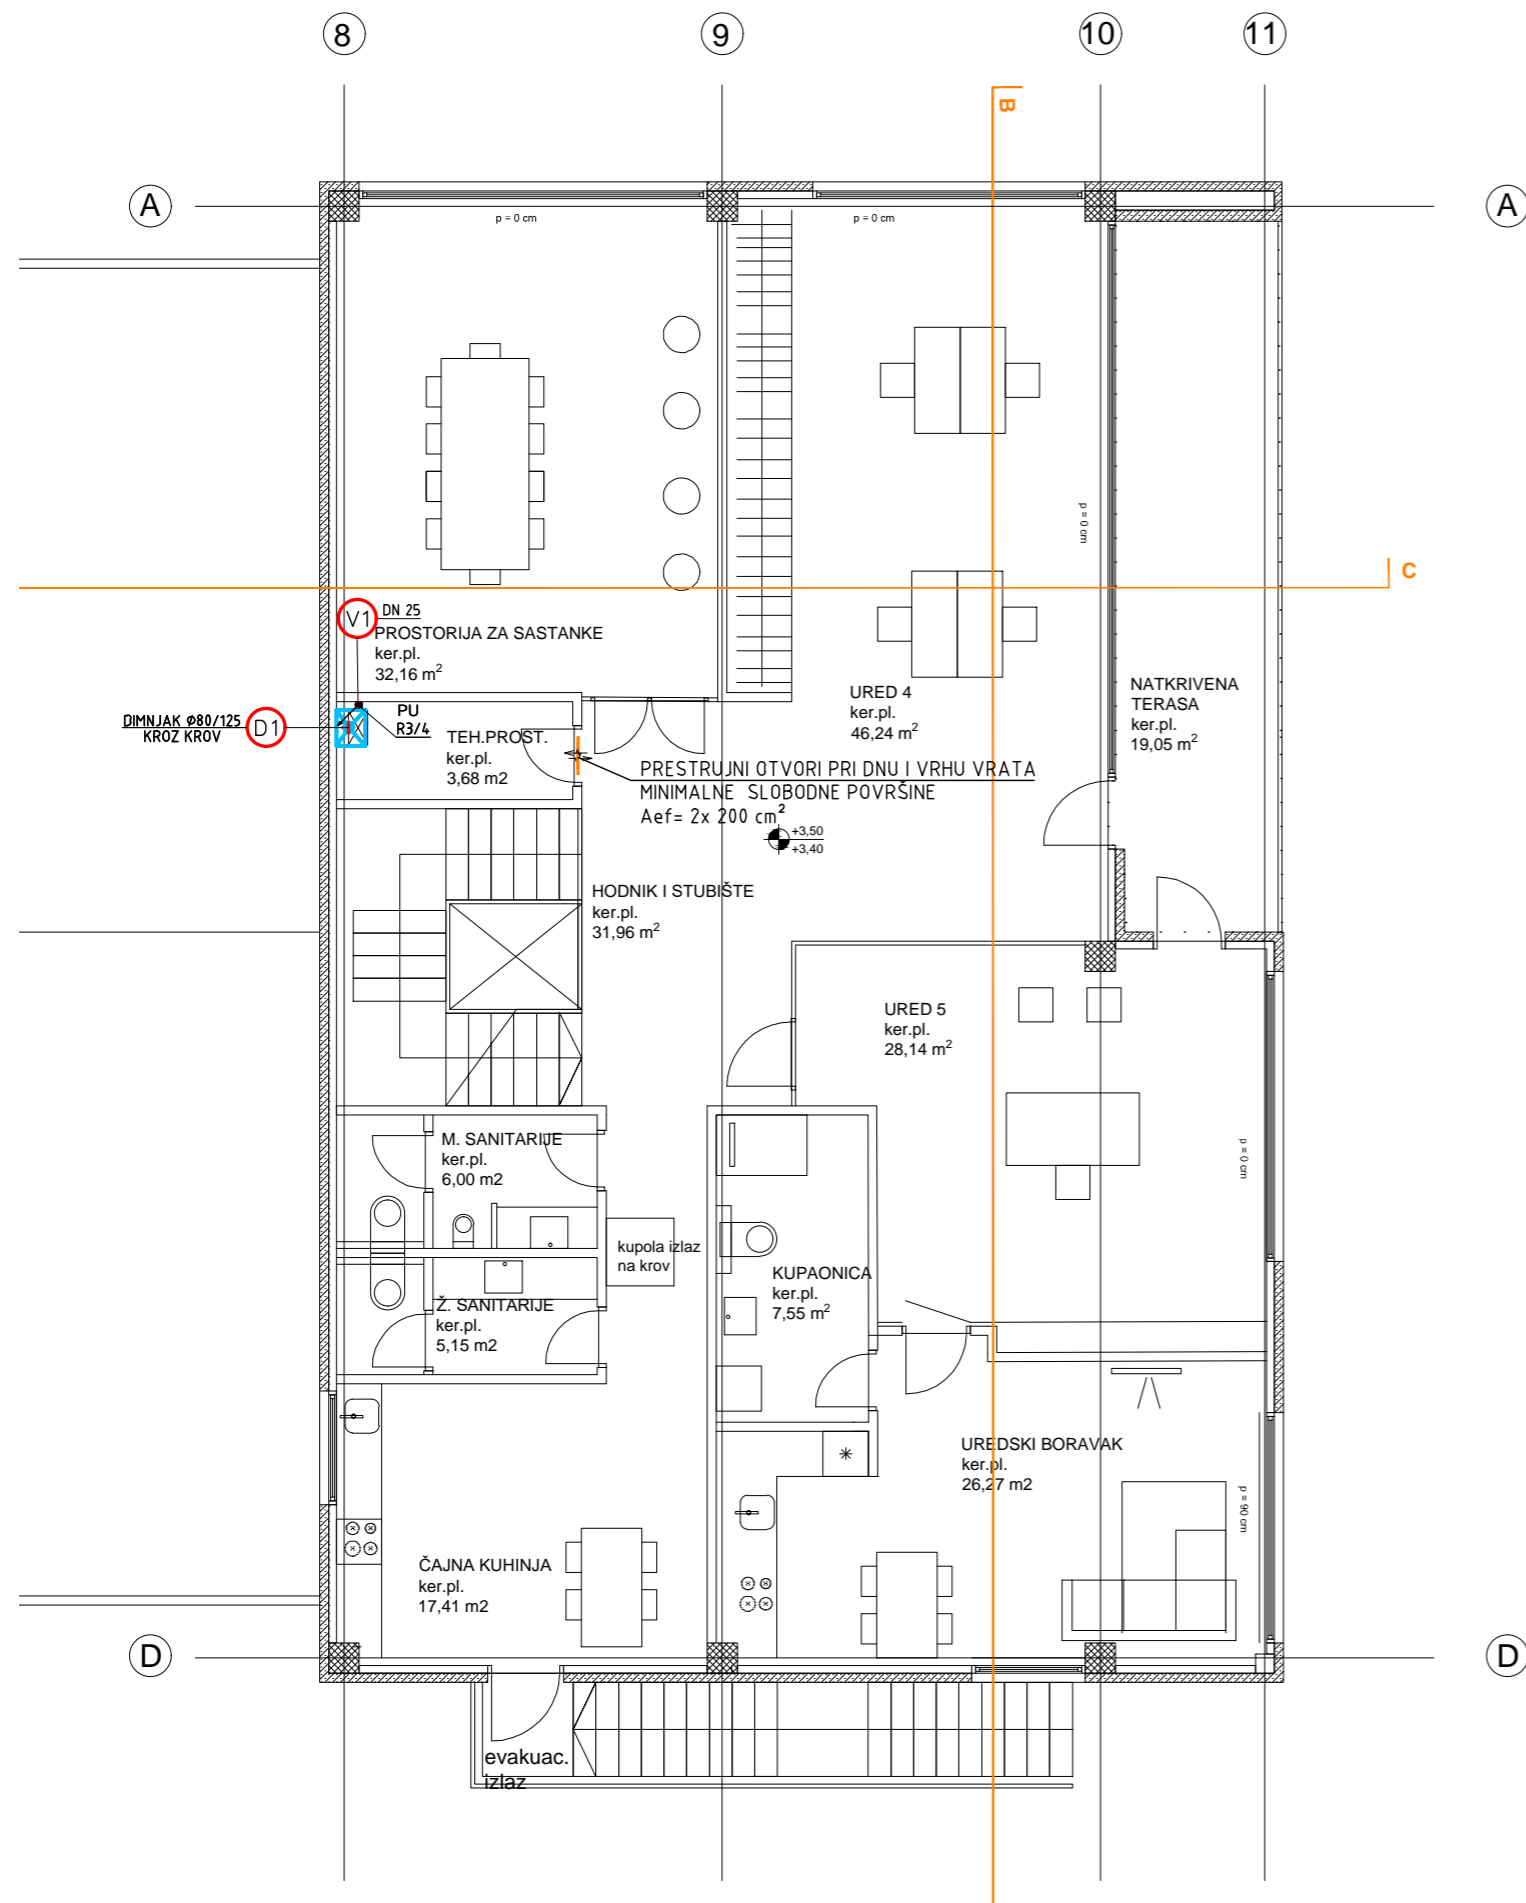 8
9
10
11
B
A
A
p = 0 cm
p = 0 cm
p = 0 cm
C
V1
DN 25
PROSTORIJA ZA SASTANKE
ker.pl.
32,16 m²
DIMNJAK Ø80/125
KROZ KROV
D1
PU
R3/4
TEH.PROST.
ker.pl.
3,68 m2
URED 4
ker.pl.
46,24 m²
NATKRIVENA
TERASA
ker.pl.
19,05 m²
PRESTRUJNI OTVORI PRI DNU I VRHU VRATA
MINIMALNE SLOBODNE POVRŠINE
Aef= 2x 200 cm²
+3,50
+3,40
HODNIK I STUBIŠTE
ker.pl.
31,96 m²
URED 5
ker.pl.
28,14 m²
M. SANITARIJE
ker.pl.
6,00 m2
p = 0 cm
kupola izlaz
na krov
KUPAONICA
ker.pl.
7,55 m²
Ž. SANITARIJE
ker.pl.
5,15 m2
UREDSKI BORAVAK
ker.pl.
26,27 m2
p = 90 cm
ČAJNA KUHINJA
ker.pl.
17,41 m2
D
D
evakuac.
izlaz